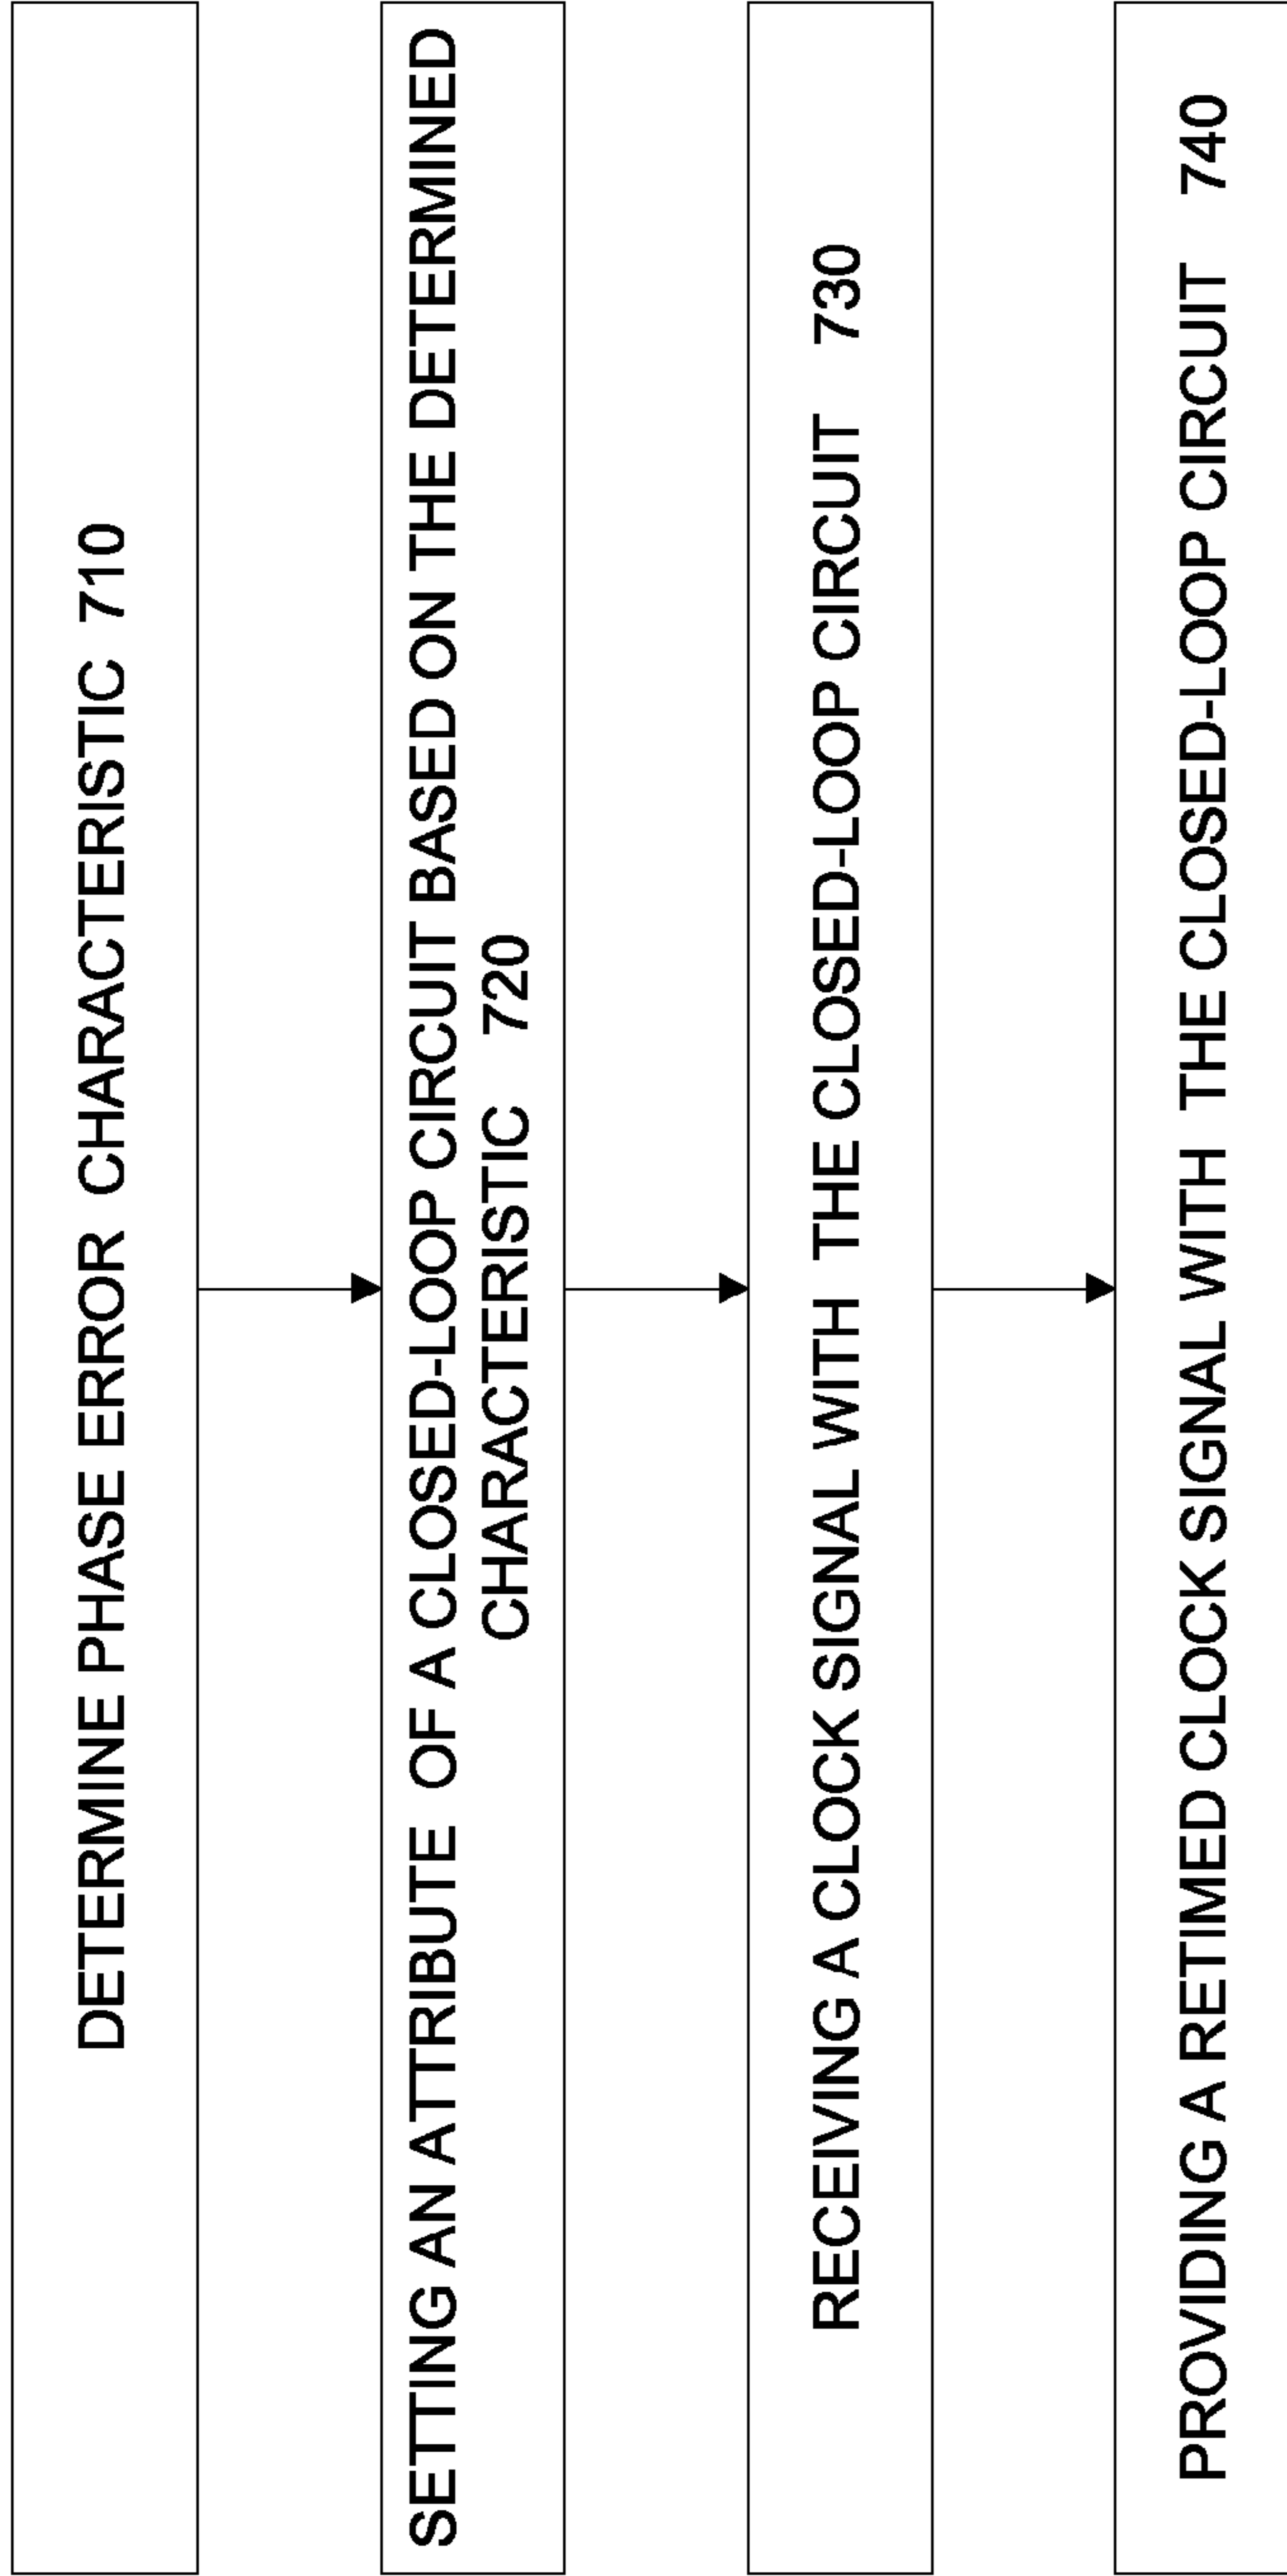 DETERMINE PHASE ERROR CHARACTERISTIC 710
SETTING AN ATTRIBUTE OF A CLOSED-LOOP CIRCUIT BASED ON THE DETERMINED
CHARACTERISTIC 720
RECEIVING A CLOCK SIGNAL WITH THE CLOSED-LOOP CIRCUIT 730
PROVIDING A RETIMED CLOCK SIGNAL WITH THE CLOSED-LOOP CIRCUIT 740